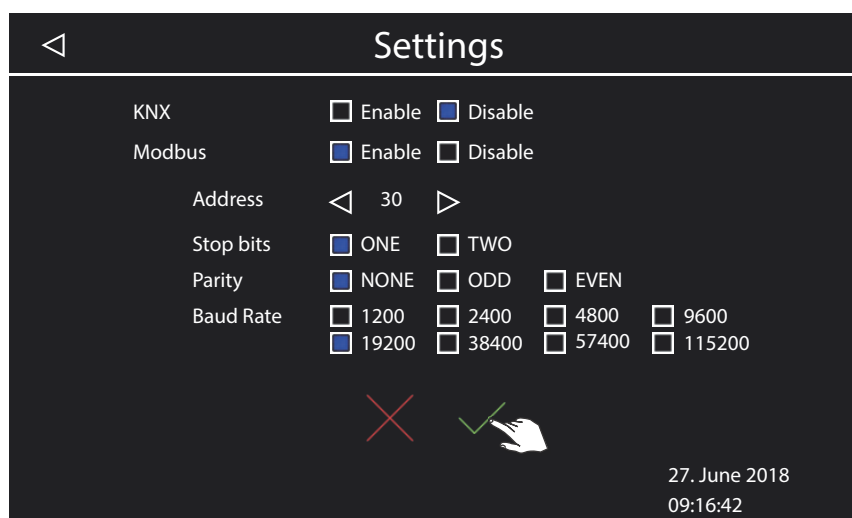 Settings
KNX Enable Disable
Modbus Enable Disable
Address 30
Stop bits ONE TWO
Parity NONE ODD EVEN
Baud Rate 1200 2400 4800 9600
19200 38400 57400 115200
27. June 2018
09:16:42